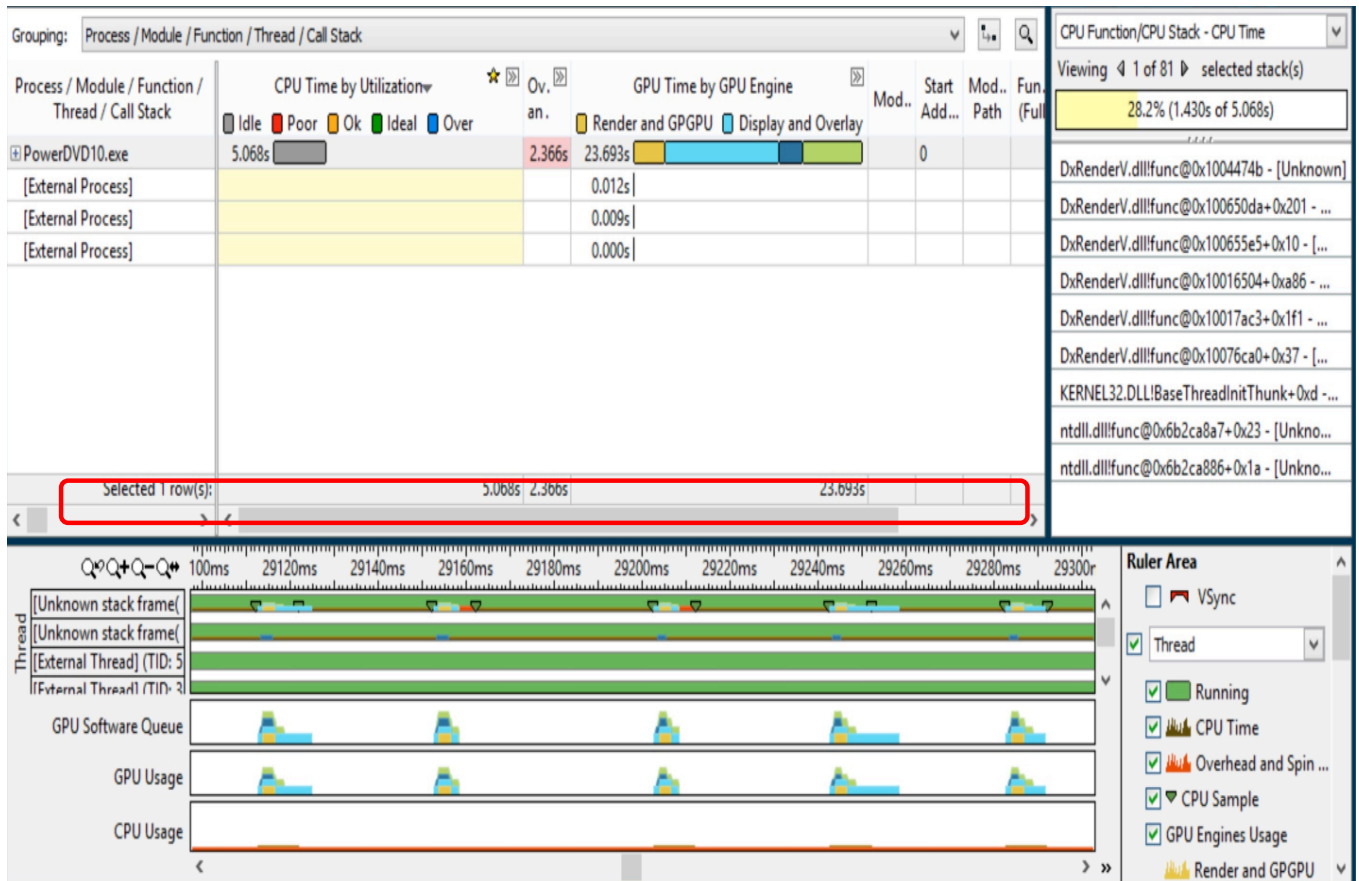 Grouping: Process / Module / Function / Thread / Call Stack
Process / Module / Function /
Thread / Call Stack
CPU Time by Utilization
Idle Poor Ok Ideal Over
Ov.
an.
GPU Time by GPU Engine
Render and GPGPU Display and Overlay
Mod..
Start
Add...
Mod..
Path
Fun.
(Full
PowerDVD10.exe 5.068s 2.366s 23.693s 0
[External Process] 0.012s
[External Process] 0.009s
[External Process] 0.000s
Selected 1 row(s): 5.068s 2.366s 23.693s
CPU Function/CPU Stack - CPU Time
Viewing 1 of 81 selected stack(s)
28.2% (1.430s of 5.068s)
DxRenderV.dll!func@0x1004474b - [Unknown]
DxRenderV.dll!func@0x100650da+0x201 - ...
DxRenderV.dll!func@0x100655e5+0x10 - [...
DxRenderV.dll!func@0x10016504+0xa86 - ...
DxRenderV.dll!func@0x10017ac3+0x1f1 - ...
DxRenderV.dll!func@0x10076ca0+0x37 - [...
KERNEL32.DLL!BaseThreadInitThunk+0xd -...
ntdll.dll!func@0x6b2ca8a7+0x23 - [Unkno...
ntdll.dll!func@0x6b2ca886+0x1a - [Unkno...
100ms 29120ms 29140ms 29160ms 29180ms 29200ms 29220ms 29240ms 29260ms 29280ms 29300r
Thread
[Unknown stack frame(
[Unknown stack frame(
[External Thread] (TID: 5
[External Thread] (TID: 3
GPU Software Queue
GPU Usage
CPU Usage
Ruler Area
VSync
Thread
Running
CPU Time
Overhead and Spin ...
CPU Sample
GPU Engines Usage
Render and GPGPU